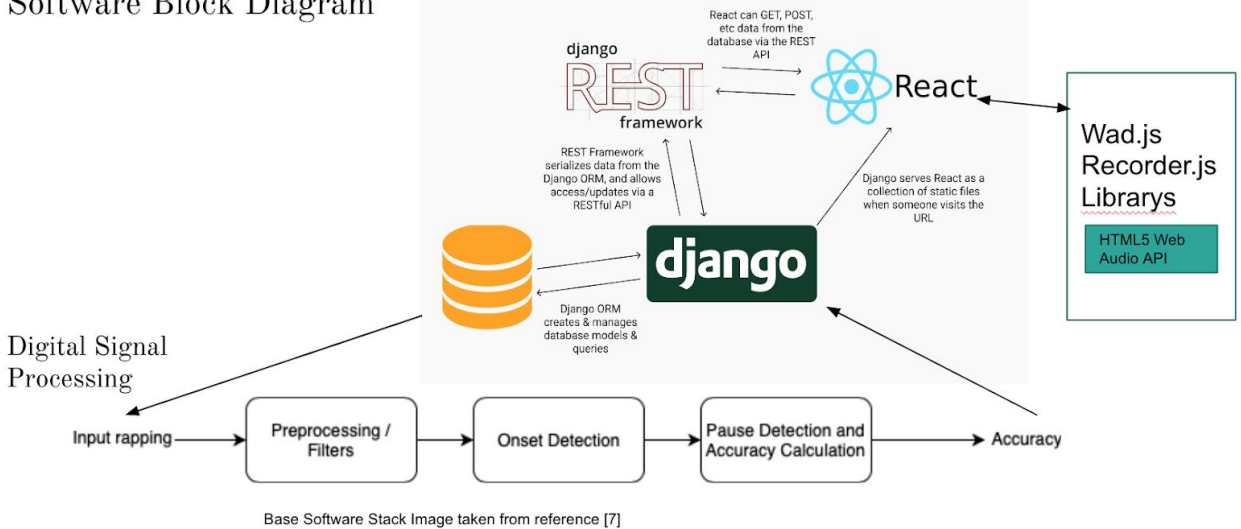 Software Block Diagram
React can GET, POST,
etc data from the
database via the REST
API
django
REST
framework
React
Wad.js
Recorder.js
Librarys
HTML5 Web
Audio API
REST Framework
serializes data from the
Django ORM, and allows
access/updates via a
RESTful API
Django serves React as a
collection of static files
when someone visits the
URL
django
Django ORM
creates & manages
database models &
queries
Digital Signal
Processing
Input rapping
Preprocessing /
Filters
Onset Detection
Pause Detection and
Accuracy Calculation
Accuracy
Base Software Stack Image taken from reference [7]